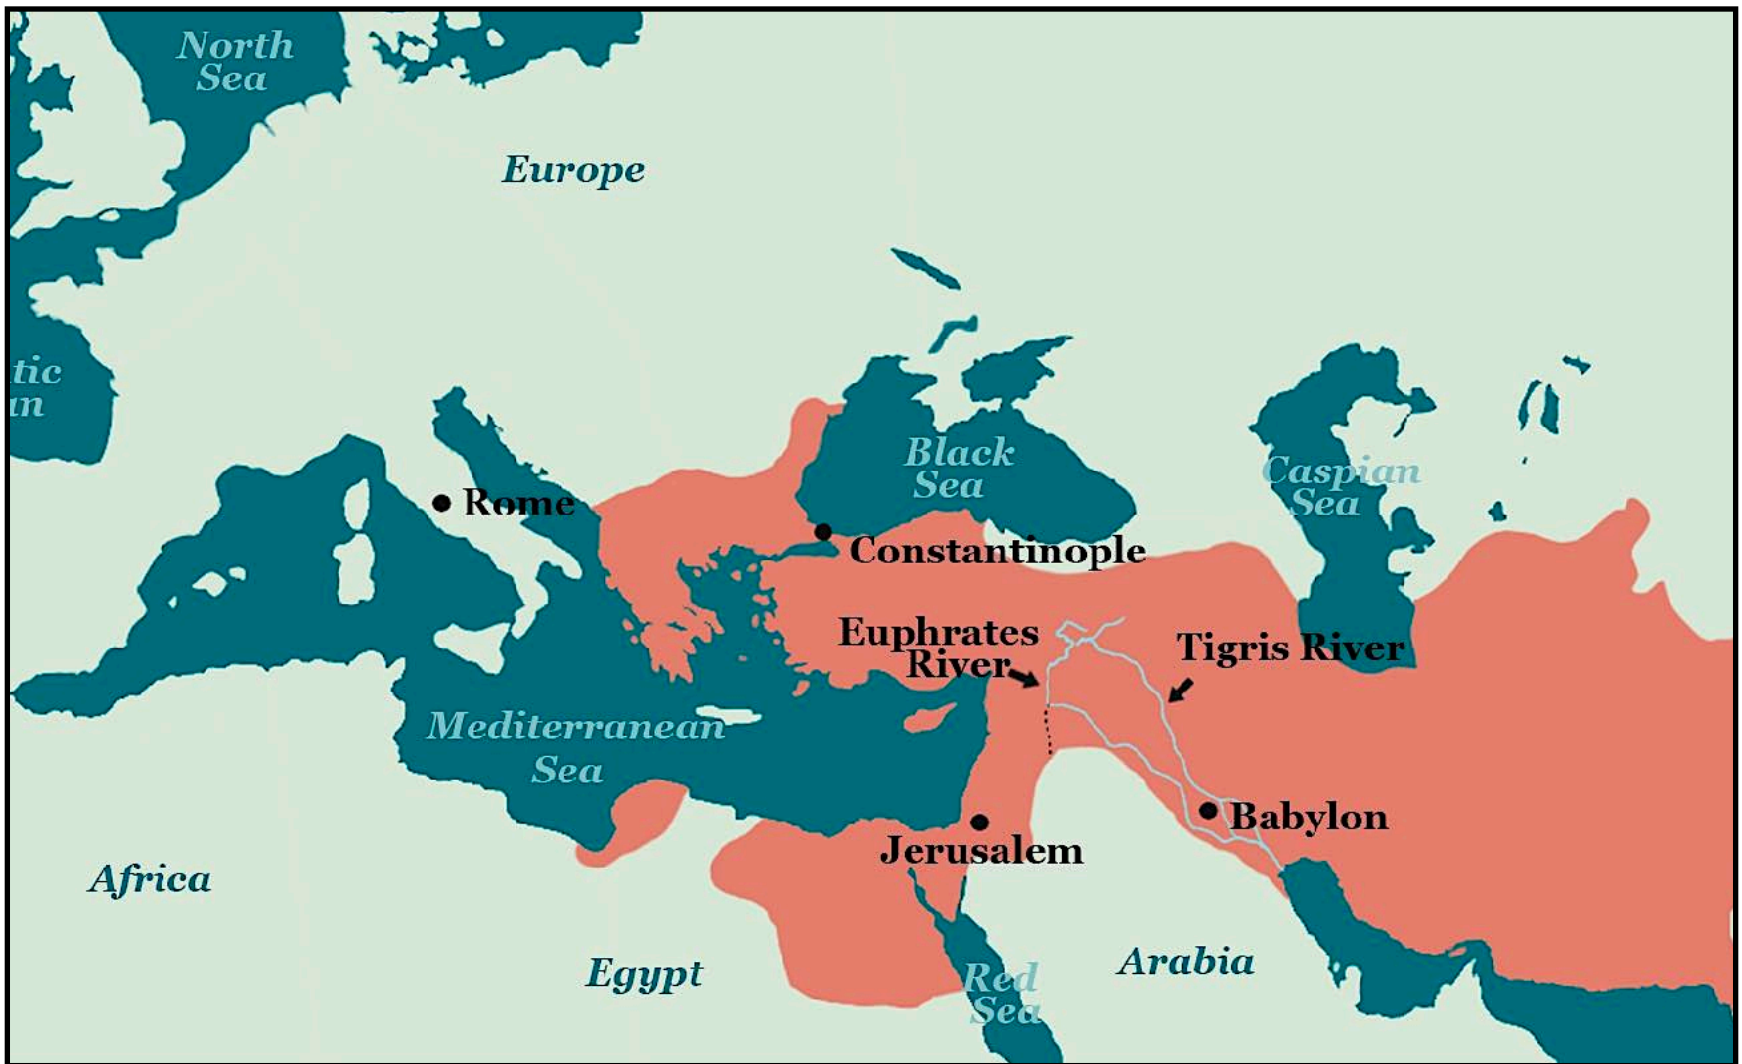 North
Sea
Europe
tic
an
Black
Sea
Caspian
Sea
Rome
Constantinople
Euphrates
River
Tigris River
Mediterranean
Sea
Babylon
Jerusalem
Africa
Egypt
Arabia
Red
Sea